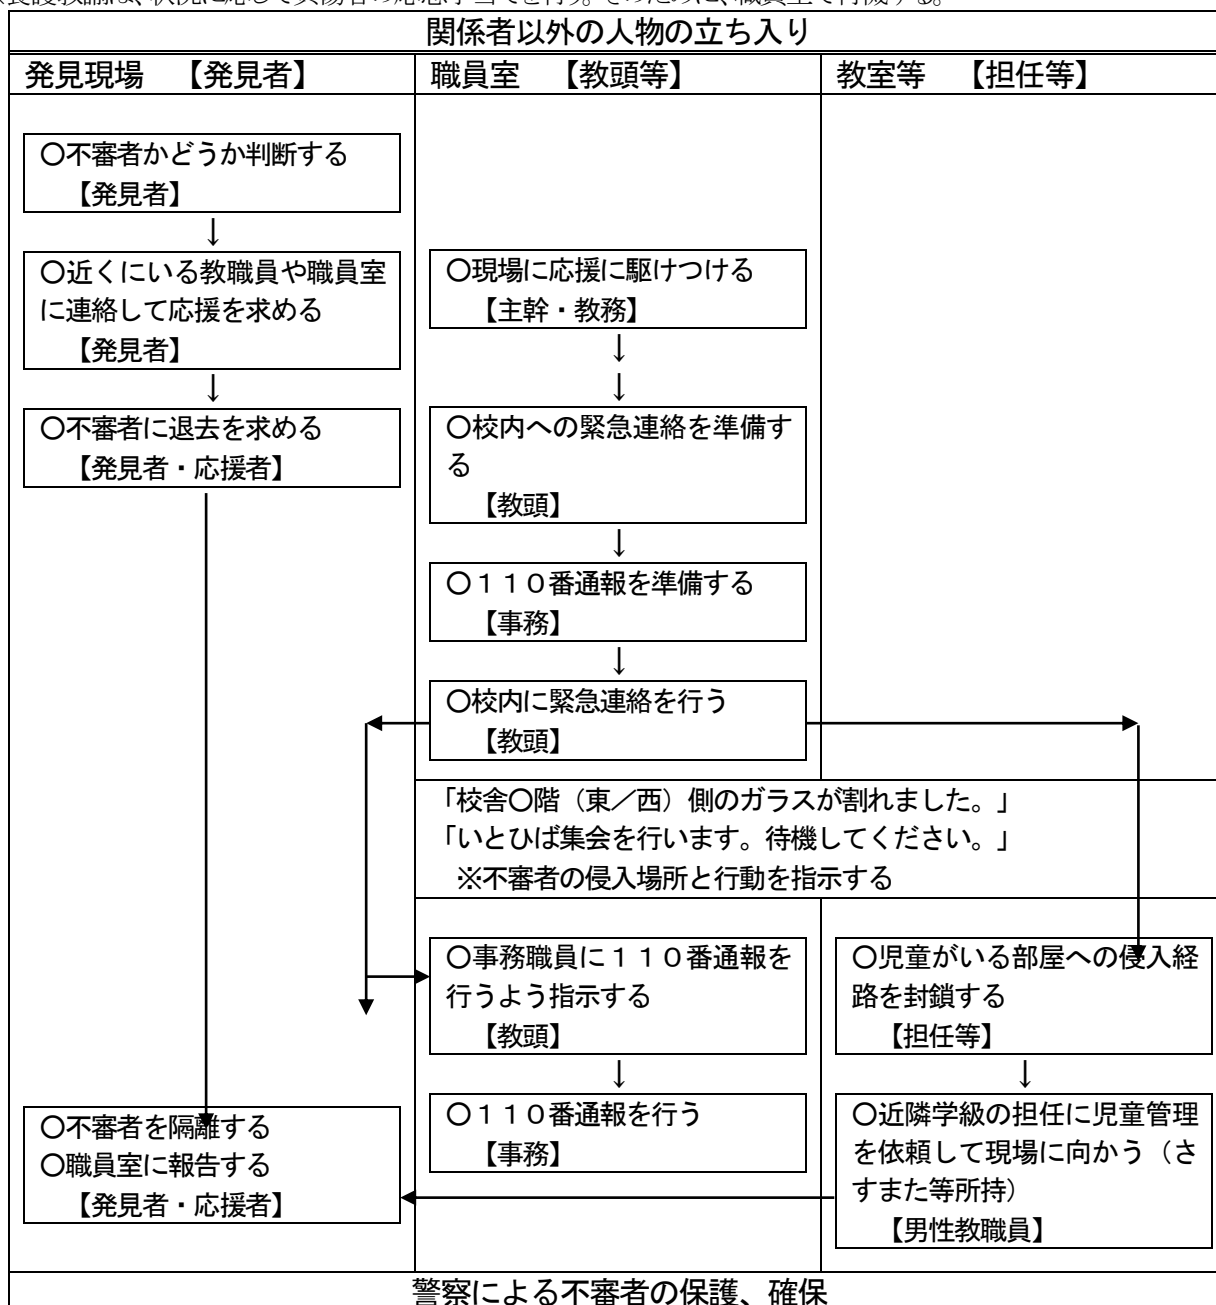 関係者以外の人物の立ち入り
発見現場　【発見者】
職員室　【教頭等】
教室等　【担任等】
〇不審者かどうか判断する
【発見者】
↓
〇近くにいる教職員や職員室
に連絡して応援を求める
【発見者】
↓
〇不審者に退去を求める
【発見者・応援者】
〇不審者を隔離する
〇職員室に報告する
【発見者・応援者】
〇現場に応援に駆けつける
【主幹・教務】
↓
↓
〇校内への緊急連絡を準備す
る
【教頭】
↓
〇１１０番通報を準備する
【事務】
↓
〇校内に緊急連絡を行う
【教頭】
「校舎〇階（東／西）側のガラスが割れました。」
「いとひば集会を行います。待機してください。」
※不審者の侵入場所と行動を指示する
〇事務職員に１１０番通報を
行うよう指示する
【教頭】
↓
〇１１０番通報を行う
【事務】
〇児童がいる部屋への侵入経
路を封鎖する
【担任等】
↓
〇近隣学級の担任に児童管理
を依頼して現場に向かう（さ
すまた等所持）
【男性教職員】
警察による不審者の保護、確保